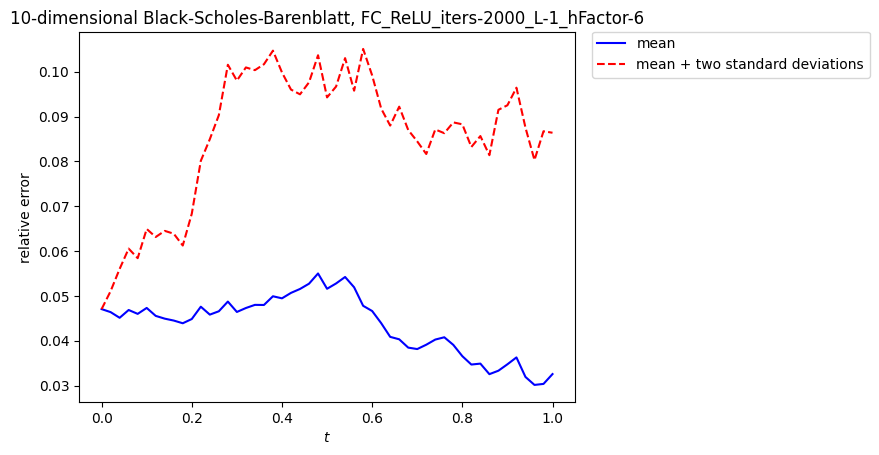 10-dimensional Black-Scholes-Barenblatt, FC_ReLU_iters-2000_L-1_hFactor-6
mean
mean + two standard deviations
relative error
0.10
0.09
0.08
0.07
0.06
0.05
0.04
0.03
0.0 0.2 0.4 0.6 0.8 1.0
t